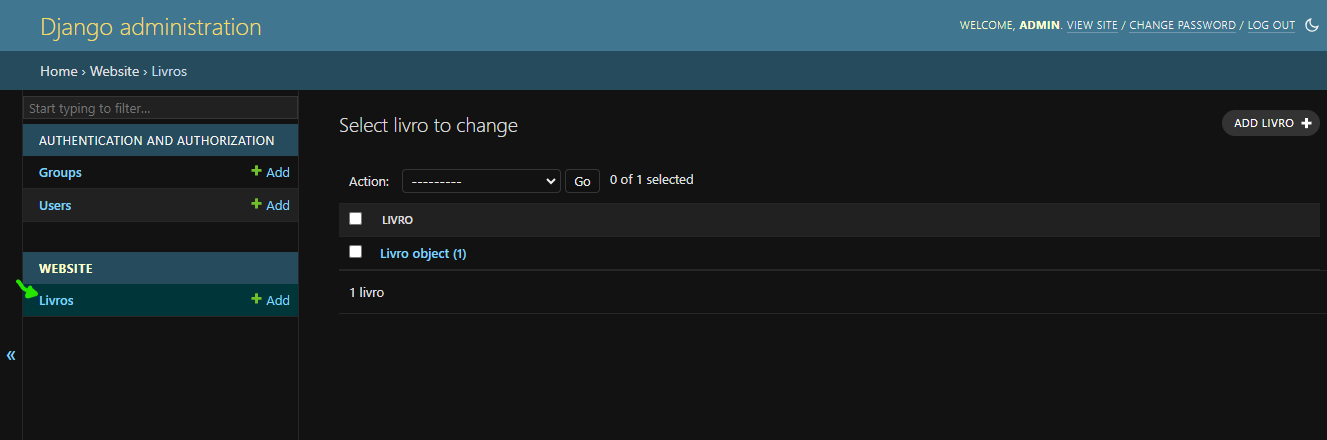 Django administration
WELCOME, ADMIN. VIEW SITE / CHANGE PASSWORD / LOG OUT
Home › Website › Livros
Start typing to filter...
AUTHENTICATION AND AUTHORIZATION
Groups + Add
Users + Add
WEBSITE
Livros + Add
«
Select livro to change
ADD LIVRO +
Action: --------- Go 0 of 1 selected
LIVRO
Livro object (1)
1 livro